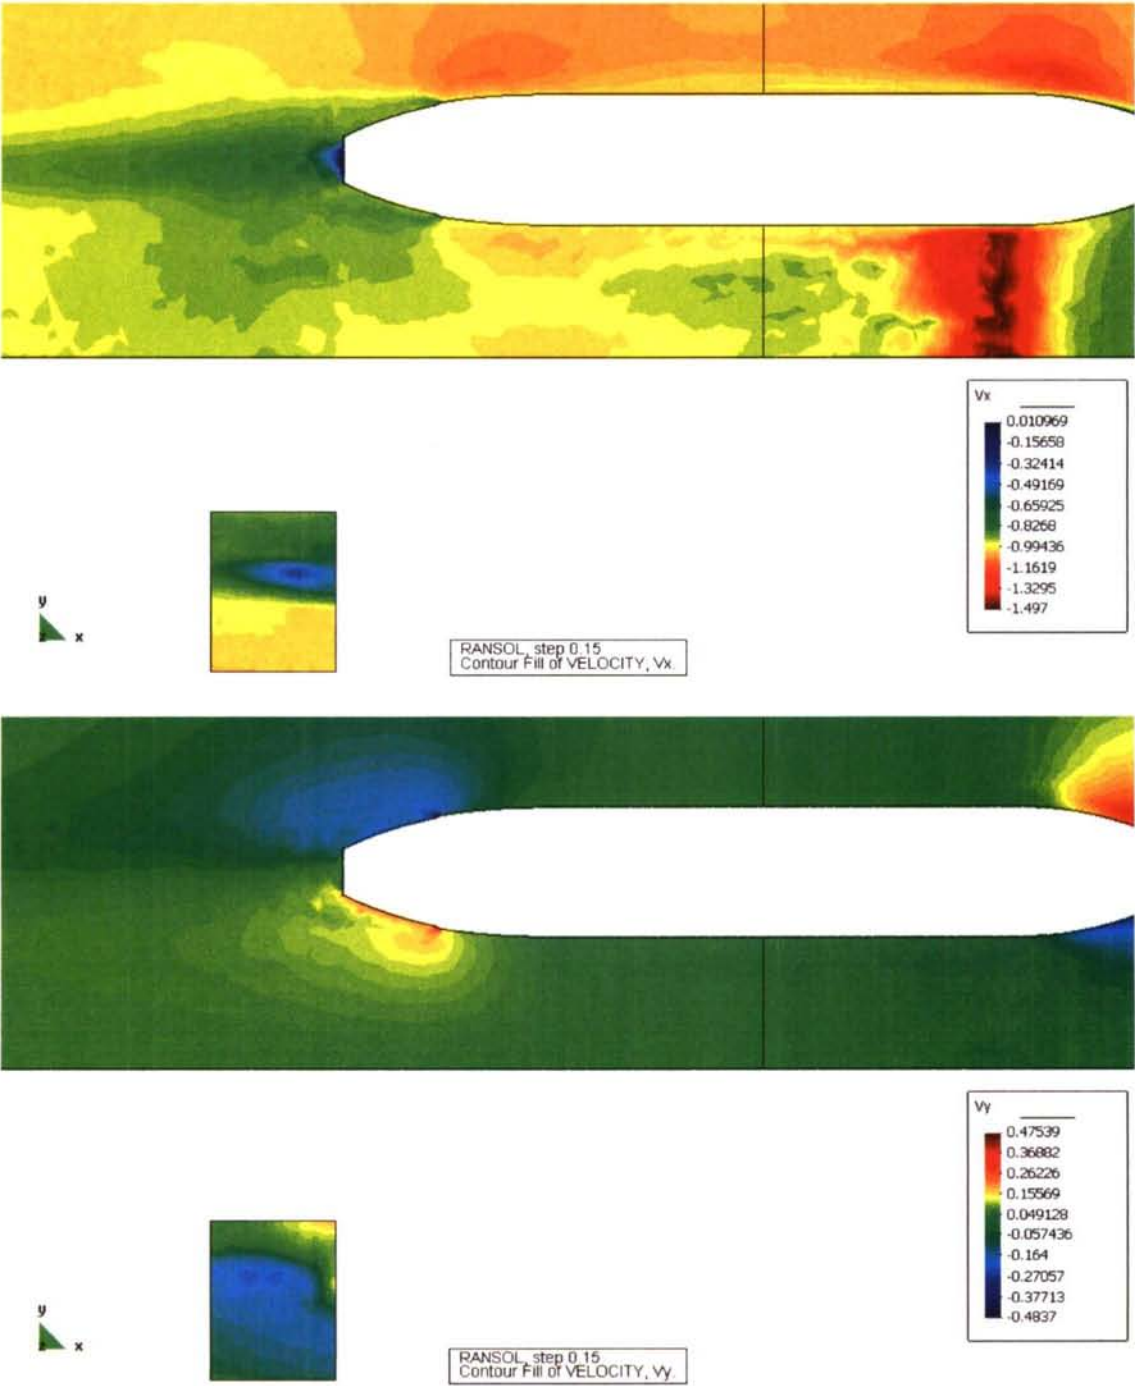 Vx
0.010969
-0.15658
-0.32414
-0.49169
-0.65925
-0.8268
-0.99436
-1.1619
-1.3295
-1.497
y
z x
RANSOL, step 0.15
Contour Fill of VELOCITY, Vx.
Vy
0.47539
0.36882
0.26226
0.15569
0.049128
-0.057436
-0.164
-0.27057
-0.37713
-0.4837
y
z x
RANSOL, step 0.15
Contour Fill of VELOCITY, Vy.